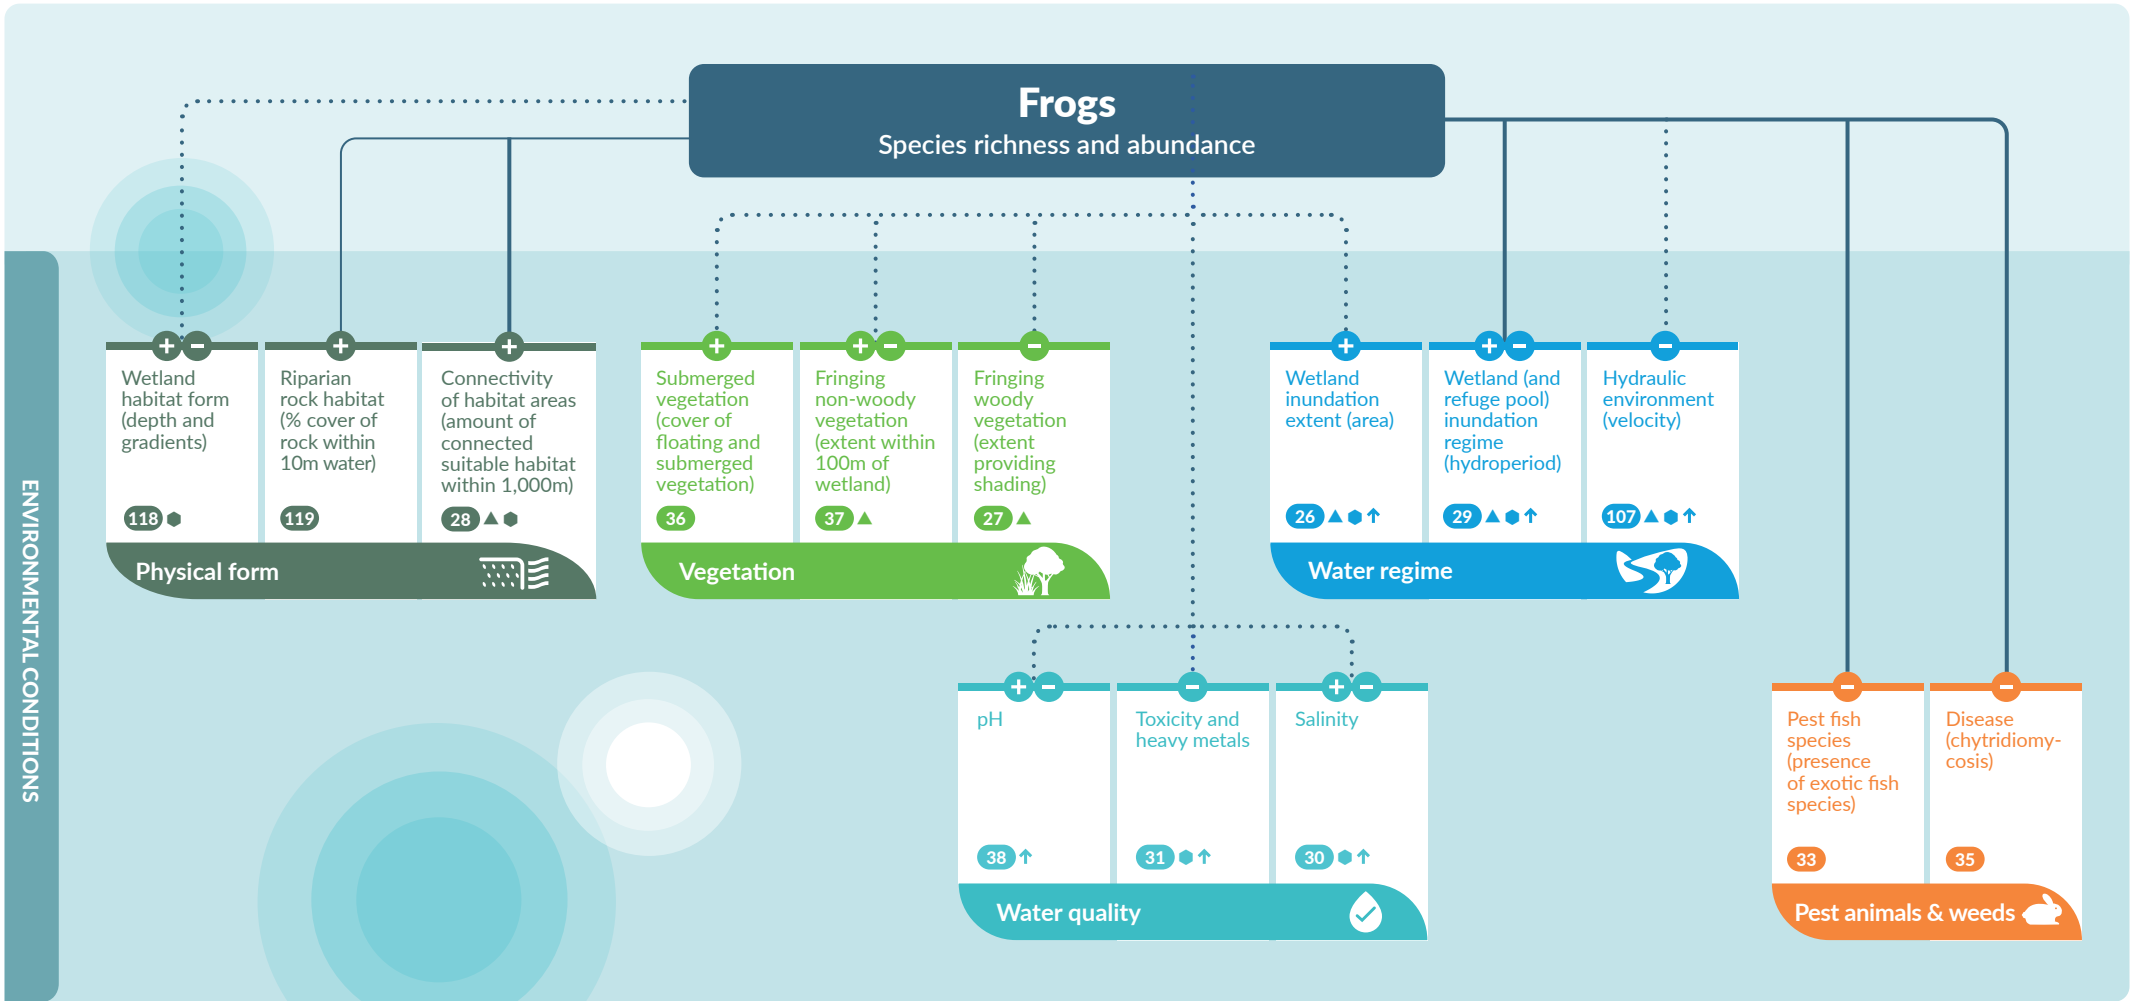 Frogs
Species richness and abundance
ENVIRONMENTAL CONDITIONS
+ −
Wetland
habitat form
(depth and
gradients)
118
+
Riparian
rock habitat
(% cover of
rock within
10m water)
119
+
Connectivity
of habitat areas
(amount of
connected
suitable habitat
within 1,000m)
28
Physical form
+
Submerged
vegetation
(cover of
floating and
submerged
vegetation)
36
+ −
Fringing
non-woody
vegetation
(extent within
100m of
wetland)
37
−
Fringing
woody
vegetation
(extent
providing
shading)
27
Vegetation
+
Wetland
inundation
extent (area)
26
+ −
Wetland (and
refuge pool)
inundation
regime
(hydroperiod)
29
−
Hydraulic
environment
(velocity)
107
Water regime
+ −
pH
38
−
Toxicity and
heavy metals
31
+ −
Salinity
30
Water quality
−
Pest fish
species
(presence
of exotic fish
species)
33
−
Disease
(chytridiomy-
cosis)
35
Pest animals & weeds